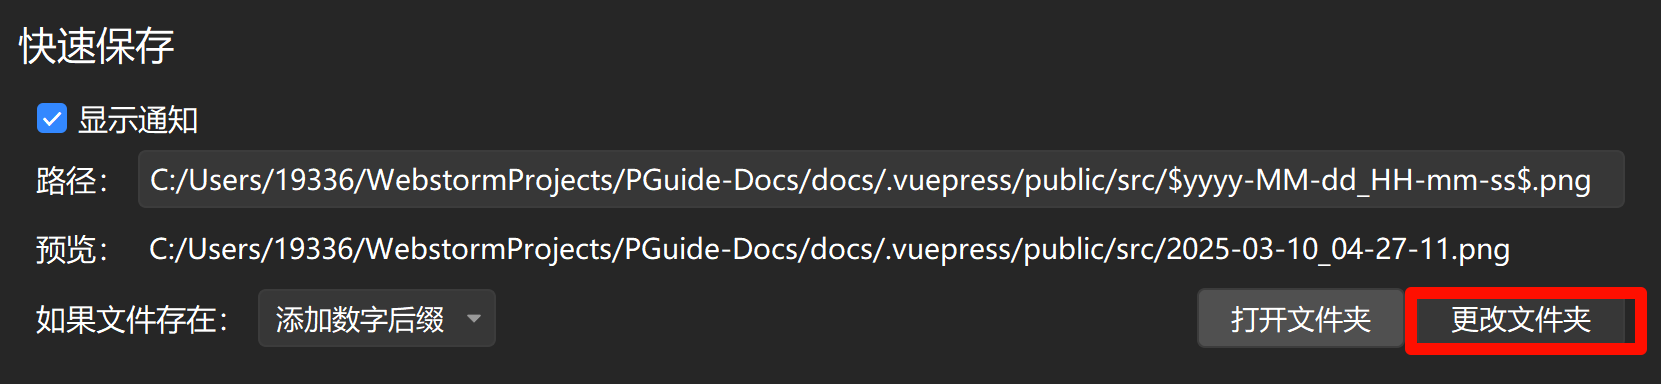 快速保存
显示通知
路径： C:/Users/19336/WebstormProjects/PGuide-Docs/docs/.vuepress/public/src/$yyyy-MM-dd_HH-mm-ss$.png
预览： C:/Users/19336/WebstormProjects/PGuide-Docs/docs/.vuepress/public/src/2025-03-10_04-27-11.png
如果文件存在： 添加数字后缀 打开文件夹 更改文件夹